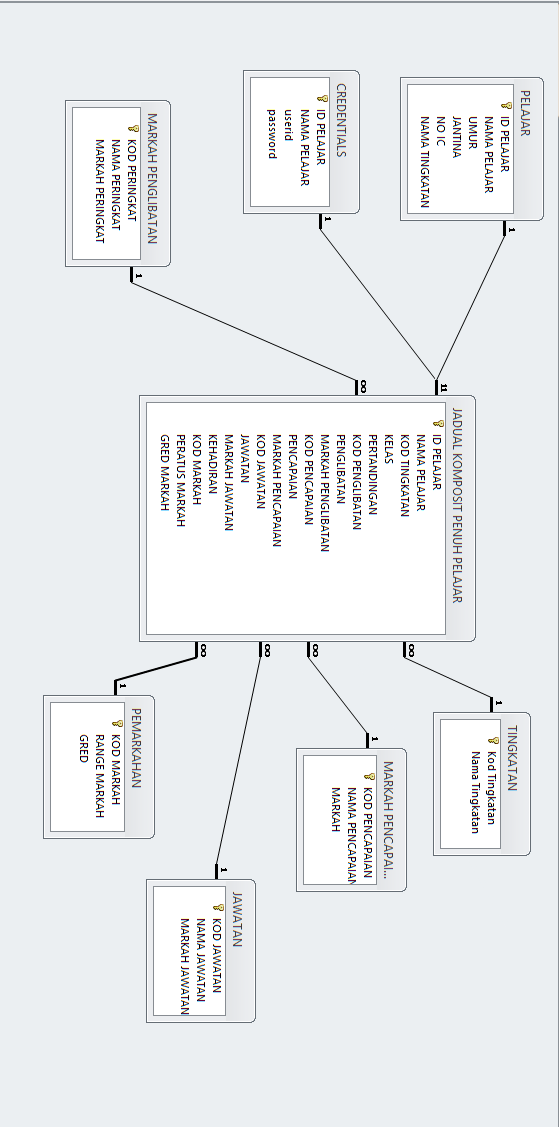 PELAJAR
ID PELAJAR
NAMA PELAJAR
UMUR
JANTINA
NO IC
NAMA TINGKATAN
1
CREDENTIALS
ID PELAJAR
NAMA PELAJAR
userid
password
1
MARKAH PENGLIBATAN
KOD PERINGKAT
NAMA PERINGKAT
MARKAH PERINGKAT
1
11
∞
JADUAL KOMPOSIT PENUH PELAJAR
ID PELAJAR
NAMA PELAJAR
KOD TINGKATAN
KELAS
PERTANDINGAN
KOD PENGLIBATAN
PENGLIBATAN
MARKAH PENGLIBATAN
KOD PENCAPAIAN
PENCAPAIAN
MARKAH PENCAPAIAN
KOD JAWATAN
JAWATAN
MARKAH JAWATAN
KEHADIRAN
KOD MARKAH
PERATUS MARKAH
GRED MARKAH
∞
∞
∞
∞
1
TINGKATAN
Kod Tingkatan
Nama Tingkatan
1
MARKAH PENCAPAI...
KOD PENCAPAIAN
NAMA PENCAPAIAN
MARKAH
1
JAWATAN
KOD JAWATAN
NAMA JAWATAN
MARKAH JAWATAN
1
PEMARKAHAN
KOD MARKAH
RANGE MARKAH
GRED